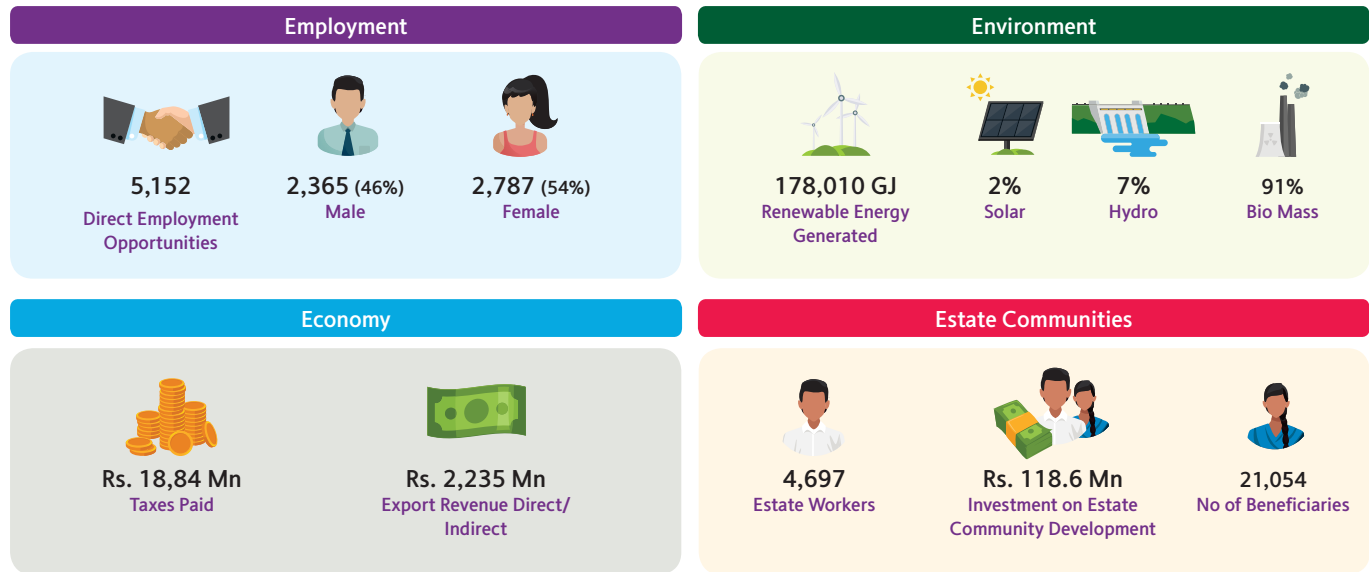 Employment
5,152
Direct Employment
Opportunities
2,365 (46%)
Male
2,787 (54%)
Female
Environment
178,010 GJ
Renewable Energy
Generated
2%
Solar
7%
Hydro
91%
Bio Mass
Economy
Rs. 18,84 Mn
Taxes Paid
Rs. 2,235 Mn
Export Revenue Direct/
Indirect
Estate Communities
4,697
Estate Workers
Rs. 118.6 Mn
Investment on Estate
Community Development
21,054
No of Beneficiaries